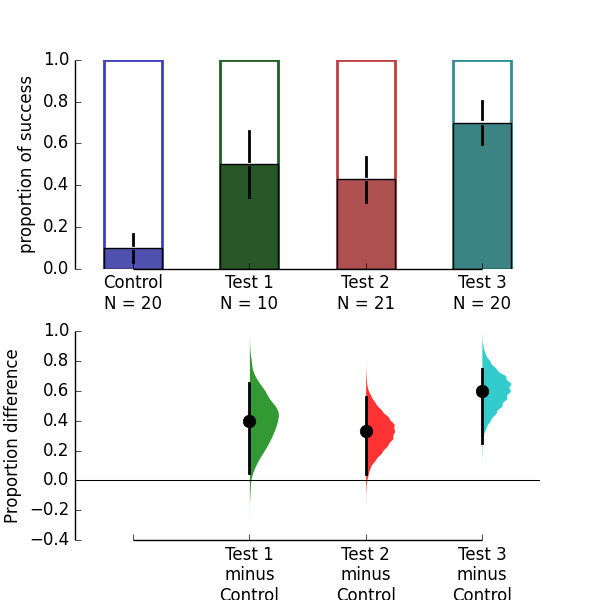 proportion of success
1.0
0.8
0.6
0.4
0.2
0.0
Control Test 1 Test 2 Test 3
N = 20 N = 10 N = 21 N = 20
Proportion difference
1.0
0.8
0.6
0.4
0.2
0.0
−0.2
−0.4
Test 1 Test 2 Test 3
minus minus minus
Control Control Control